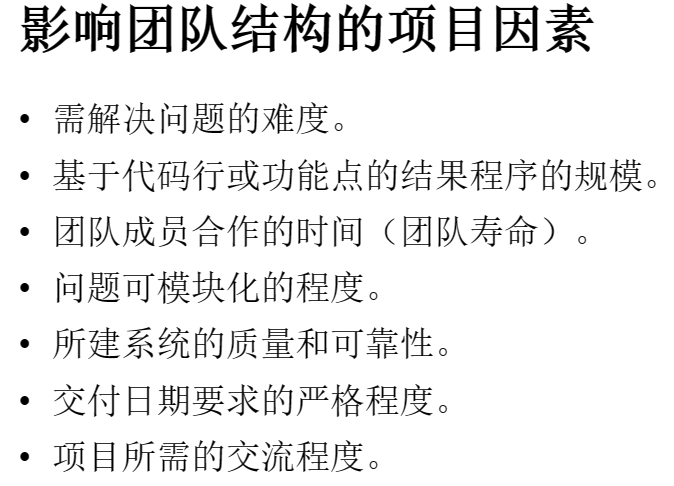 影响团队结构的项目因素
• 需解决问题的难度。
• 基于代码行或功能点的结果程序的规模。
• 团队成员合作的时间（团队寿命）。
• 问题可模块化的程度。
• 所建系统的质量和可靠性。
• 交付日期要求的严格程度。
• 项目所需的交流程度。